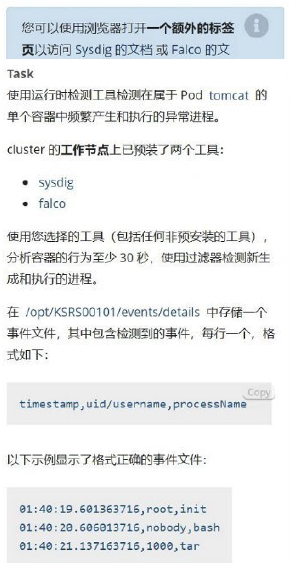 您可以使用浏览器打开一个额外的标签
页以访问 Sysdig 的文档 或 Falco 的文
Task
使用运行时检测工具检测在属于 Pod tomcat 的
单个容器中频繁产生和执行的异常进程。
cluster 的工作节点上已预装了两个工具：
• sysdig
• falco
使用您选择的工具（包括任何非预安装的工具），
分析容器的行为至少 30 秒，使用过滤器检测新生
成和执行的进程。
在 /opt/KSRS00101/events/details 中存储一个
事件文件，其中包含检测到的事件，每行一个，格
式如下：
Copy
timestamp,uid/username,processName
以下示例显示了格式正确的事件文件：
01:40:19.601363716,root,init
01:40:20.606013716,nobody,bash
01:40:21.137163716,1000,tar